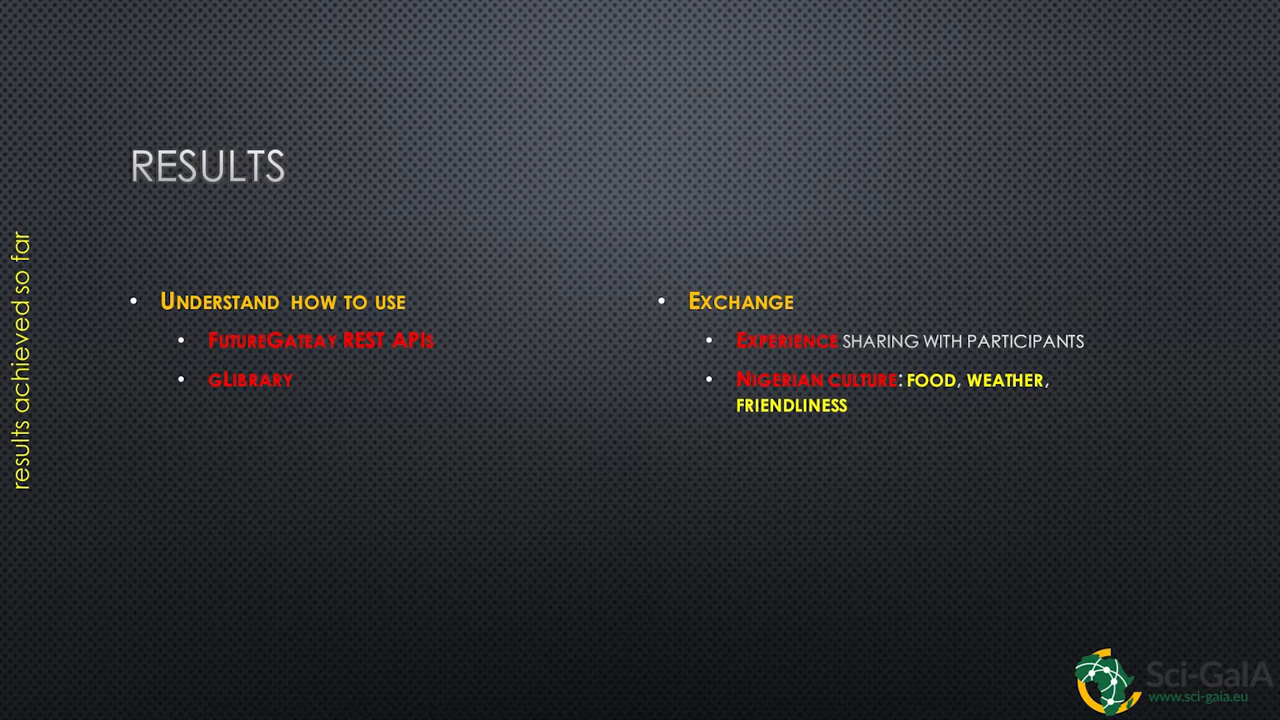 RESULTS
results achieved so far
• Understand how to use
• FutureGateay REST APIs
• gLibrary
• Exchange
• Experience sharing with participants
• Nigerian culture: food, weather,
friendliness
Sci-GaIA
www.sci-gaia.eu